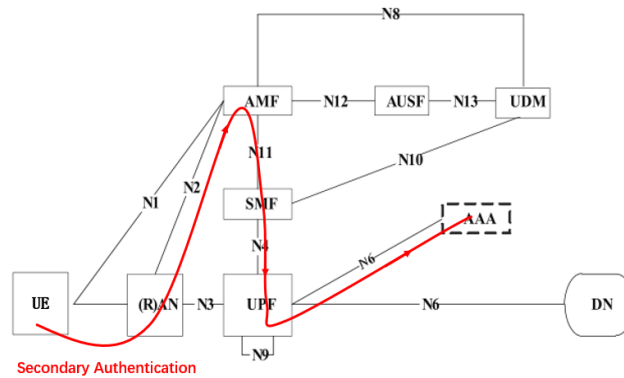 N8
AMF
N12
AUSF
N13
UDM
N11
N2
N10
N1
SMF
AAA
N4
N6
UE
(R)AN
N3
UPF
N6
DN
N9
Secondary Authentication